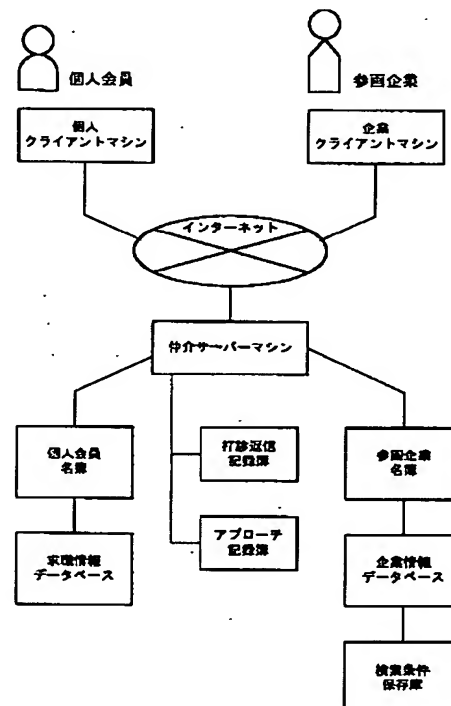 個人会員
参画企業
個人
クライアントマシン
企業
クライアントマシン
インターネット
仲介サーバーマシン
個人会員
名簿
打診返信
記録簿
参画企業
名簿
アプローチ
記録簿
求職情報
データベース
企業情報
データベース
検索条件
保存庫